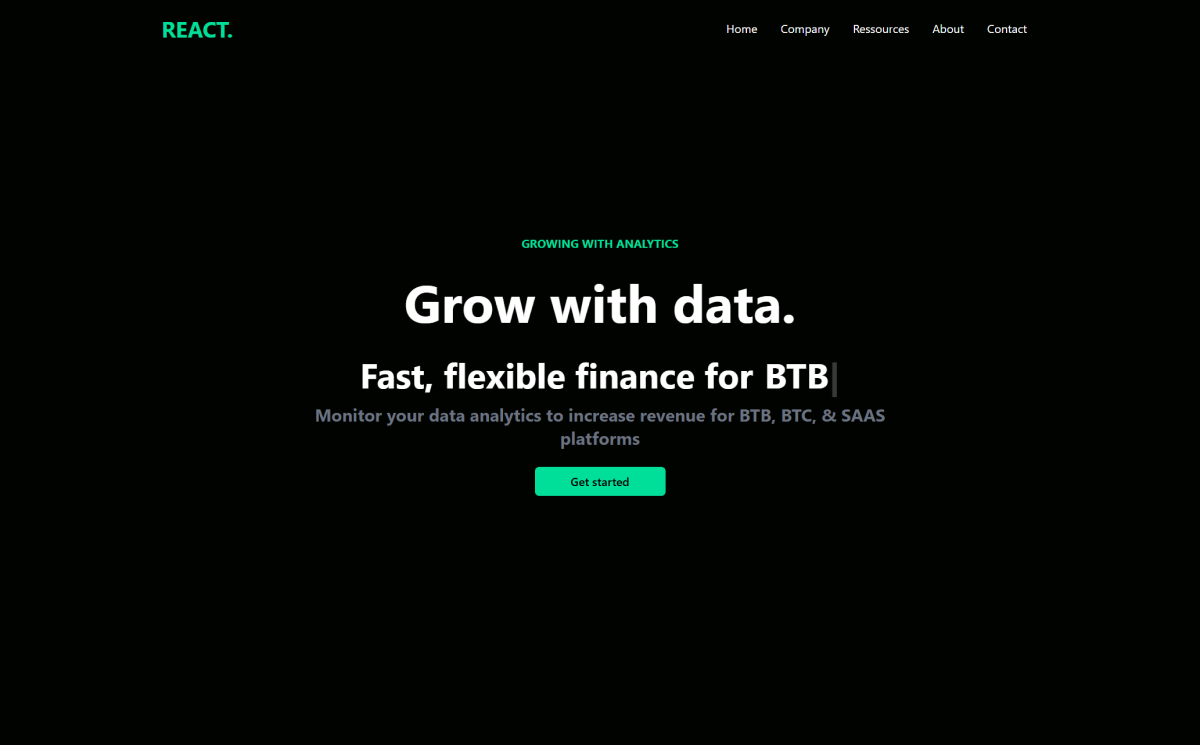 REACT.
Home Company Ressources About Contact
GROWING WITH ANALYTICS
Grow with data.
Fast, flexible finance for BTB|
Monitor your data analytics to increase revenue for BTB, BTC, & SAAS
platforms
Get started